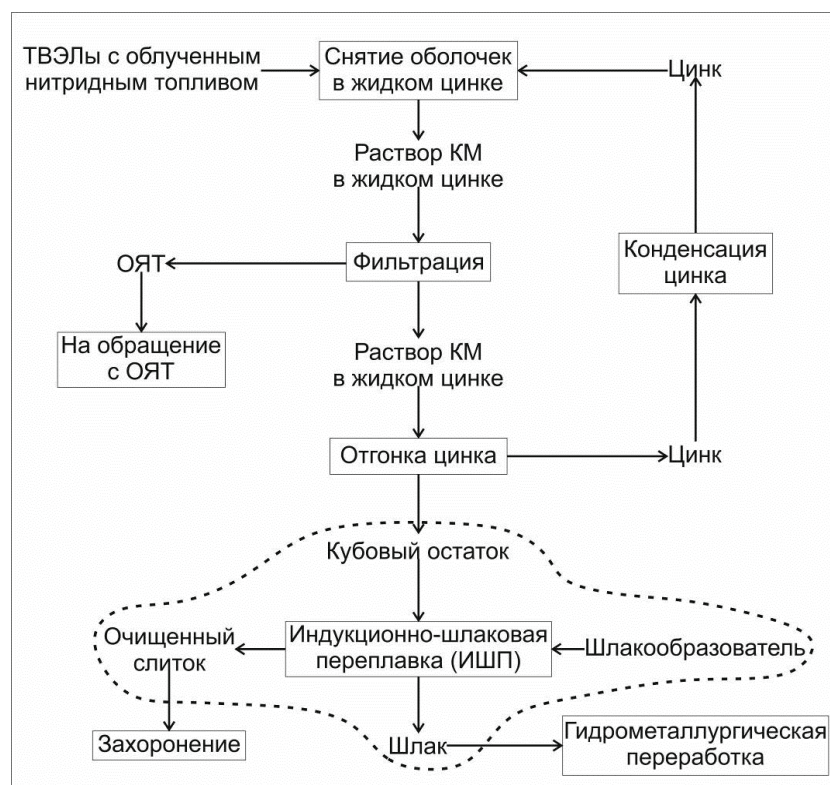 ТВЭЛы с облученным
нитридным топливом
Снятие оболочек
в жидком цинке
Цинк
Раствор КМ
в жидком цинке
Конденсация
цинка
ОЯТ
Фильтрация
На обращение
с ОЯТ
Раствор КМ
в жидком цинке
Отгонка цинка
Цинк
Кубовый остаток
Очищенный
слиток
Индукционно-шлаковая
переплавка (ИШП)
Шлакообразователь
Захоронение
Шлак
Гидрометаллургическая
переработка